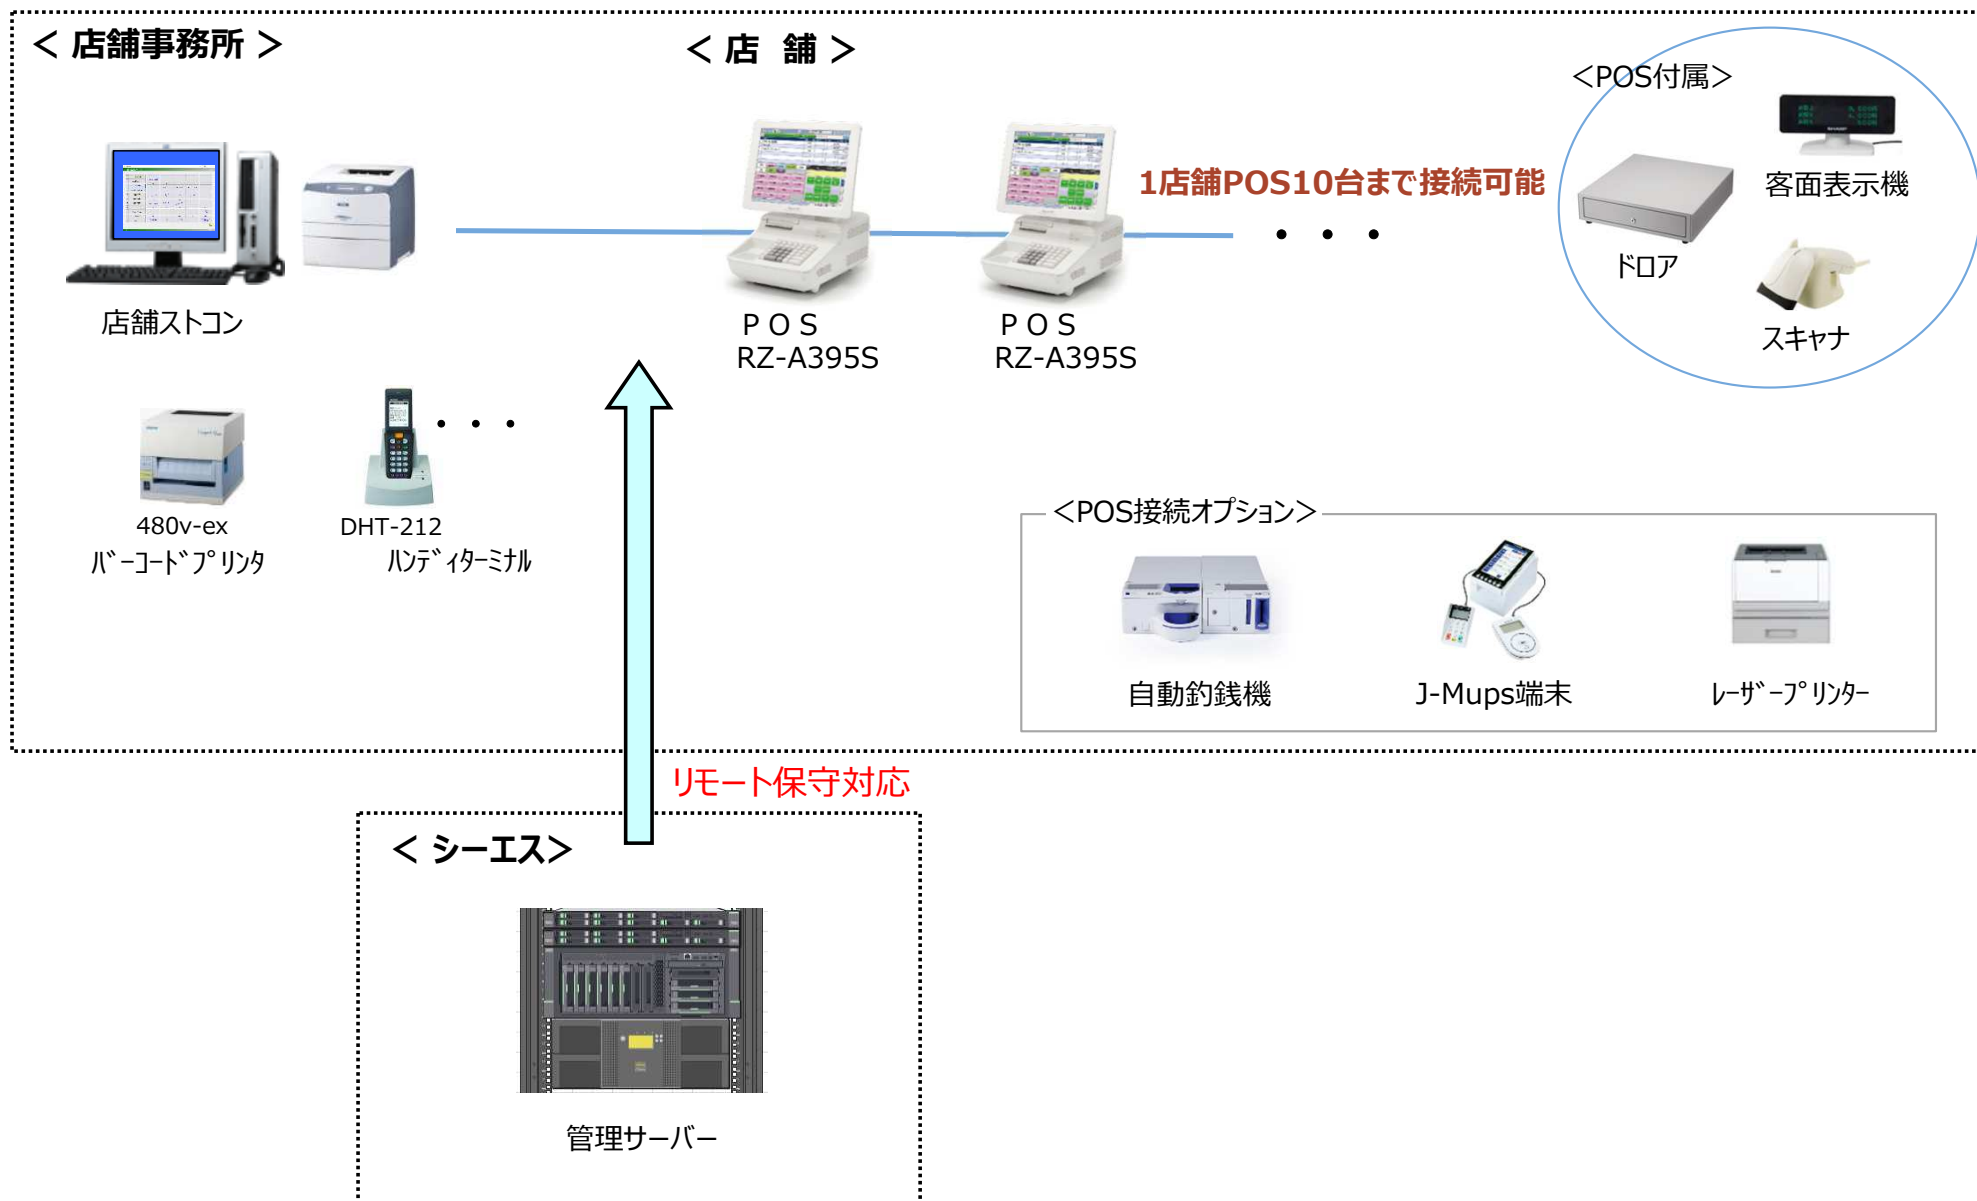 ＜ 店舗事務所 ＞
＜ 店 舗 ＞
＜POS付属＞
1店舗POS10台まで接続可能
・・・
客面表示機
ドロア
スキャナ
店舗ストコン
ＰＯＳ
RZ-A395S
ＰＯＳ
RZ-A395S
・・・
480v-ex
ﾊﾞｰｺｰﾄﾞﾌﾟﾘﾝﾀ
DHT-212
ﾊﾝﾃﾞｨﾀｰﾐﾅﾙ
＜POS接続オプション＞
自動釣銭機
J-Mups端末
ﾚｰｻﾞｰﾌﾟﾘﾝﾀｰ
リモート保守対応
＜ シーエス＞
管理サーバー